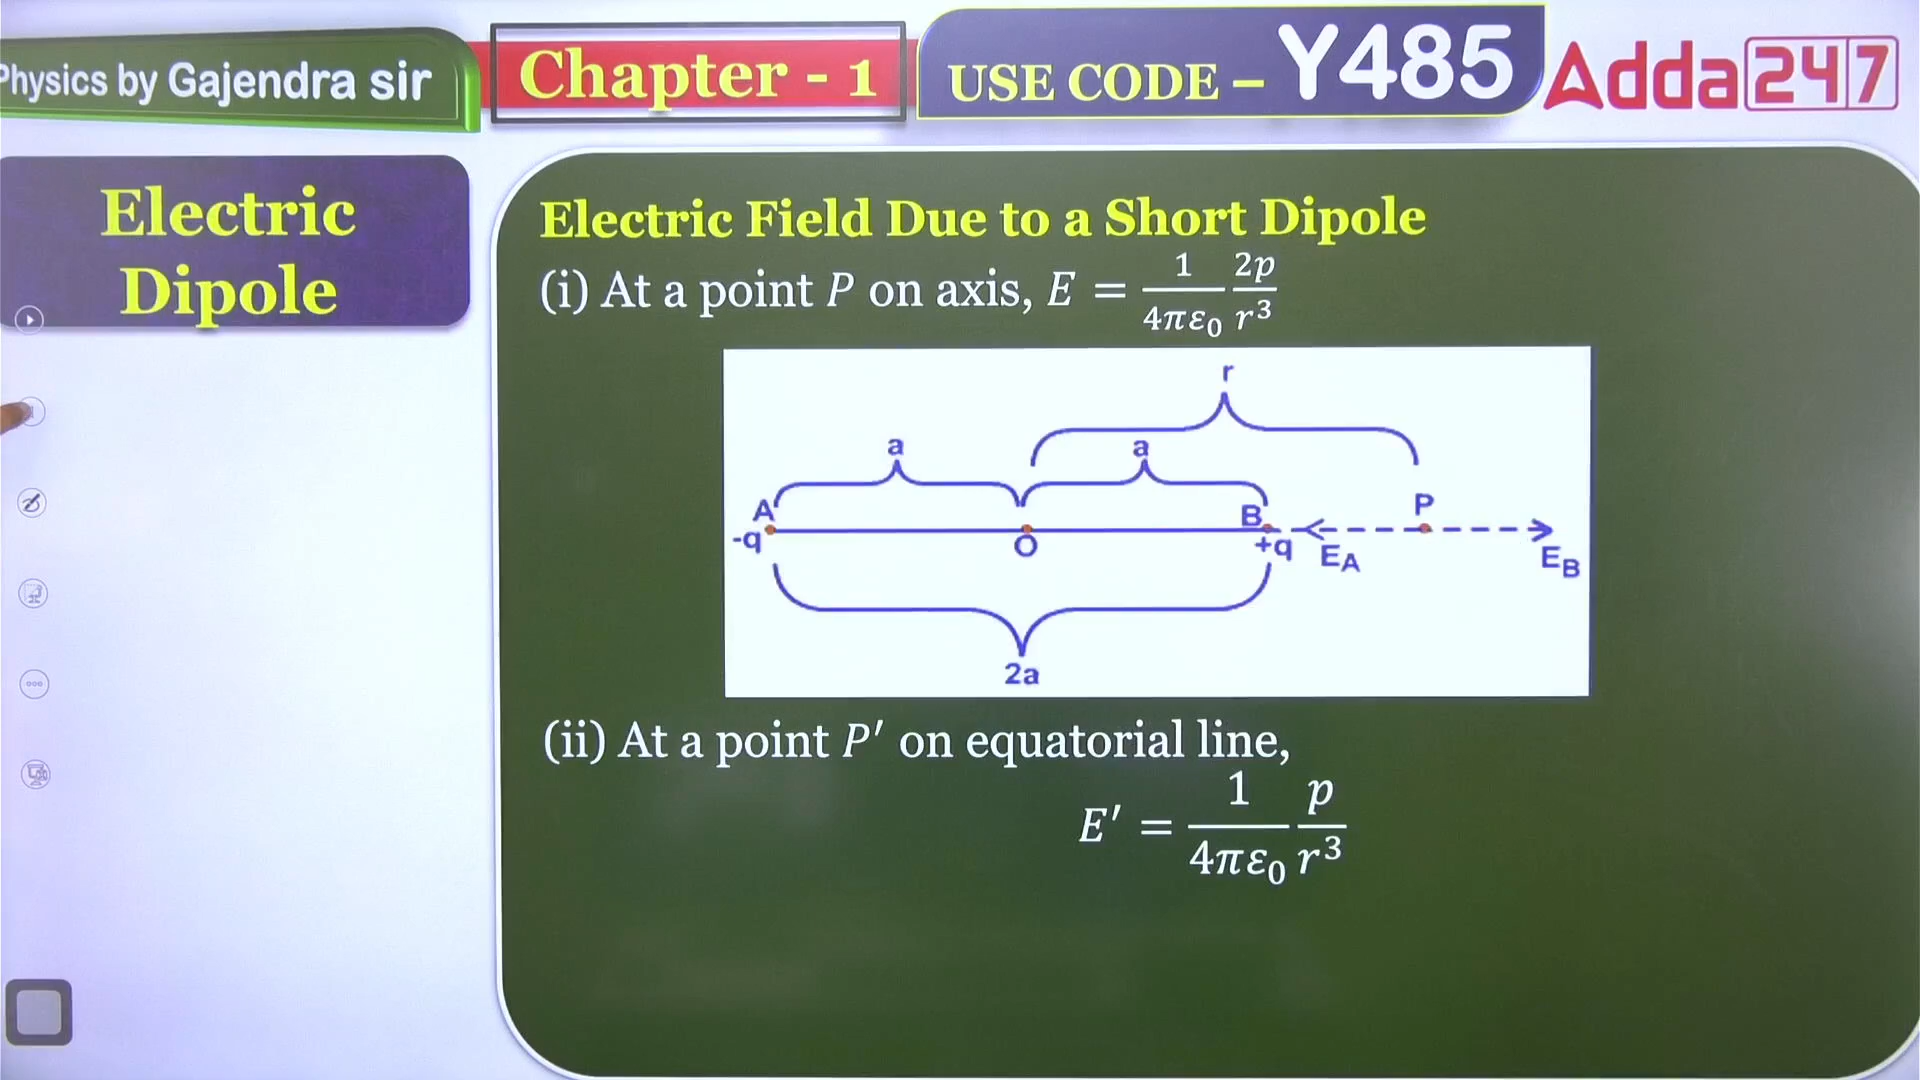 Physics by Gajendra sir
Chapter - 1
USE CODE – Y485
Adda247
Electric
Dipole
Electric Field Due to a Short Dipole
(i) At a point P on axis, E = 1/4πε₀ 2p/r³
r
a
a
A
B
P
-q
O
+q
E_A
E_B
2a
(ii) At a point P′ on equatorial line,
E′ = 1/4πε₀ p/r³